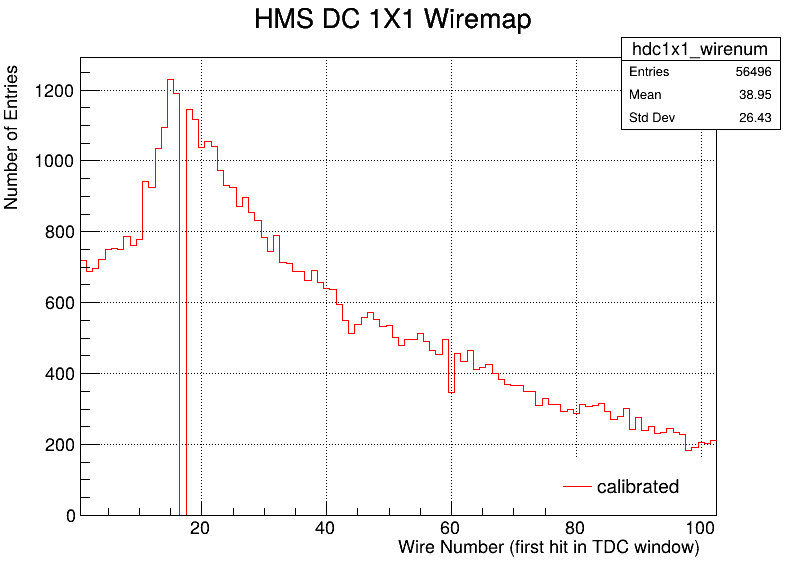 HMS DC 1X1 Wiremap
hdc1x1_wirenum
Entries 56496
Mean 38.95
Std Dev 26.43
Number of Entries
1200
1000
800
600
400
200
0
20 40 60 80 100
calibrated
Wire Number (first hit in TDC window)